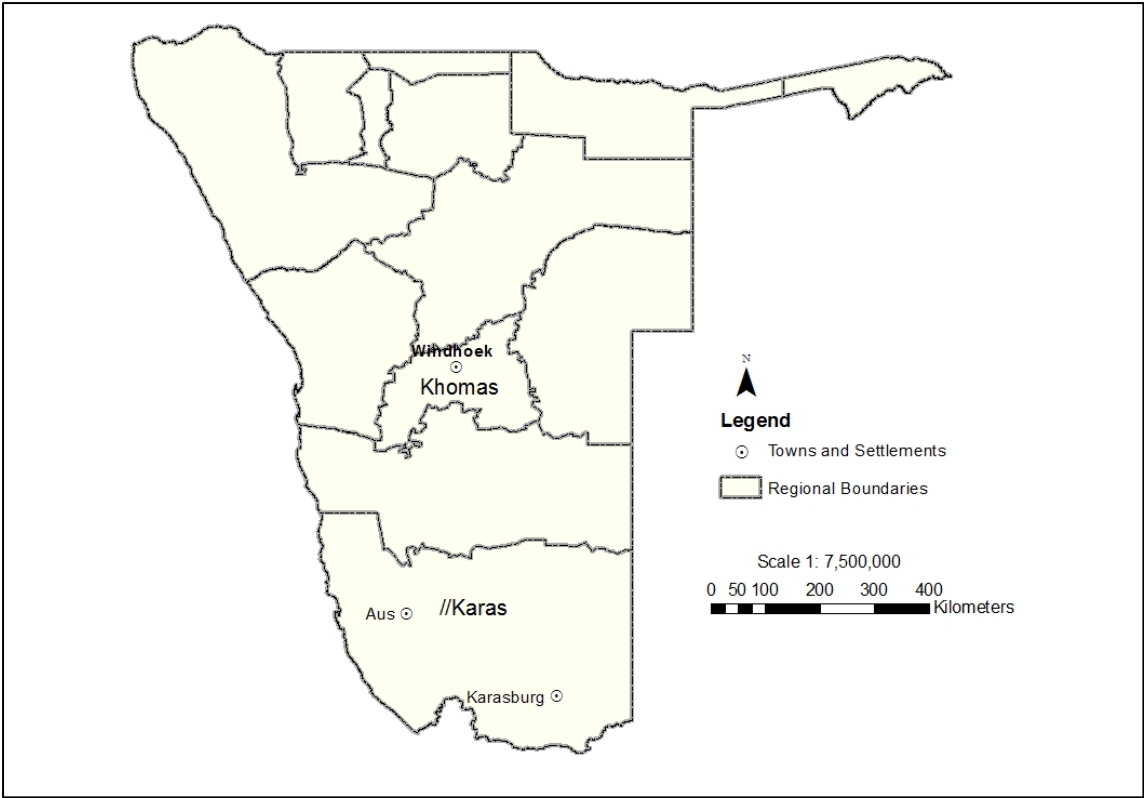 Windhoek
Khomas
N
Legend
Towns and Settlements
Regional Boundaries
Scale 1: 7,500,000
0 50 100 200 300 400
Kilometers
Aus
//Karas
Karasburg